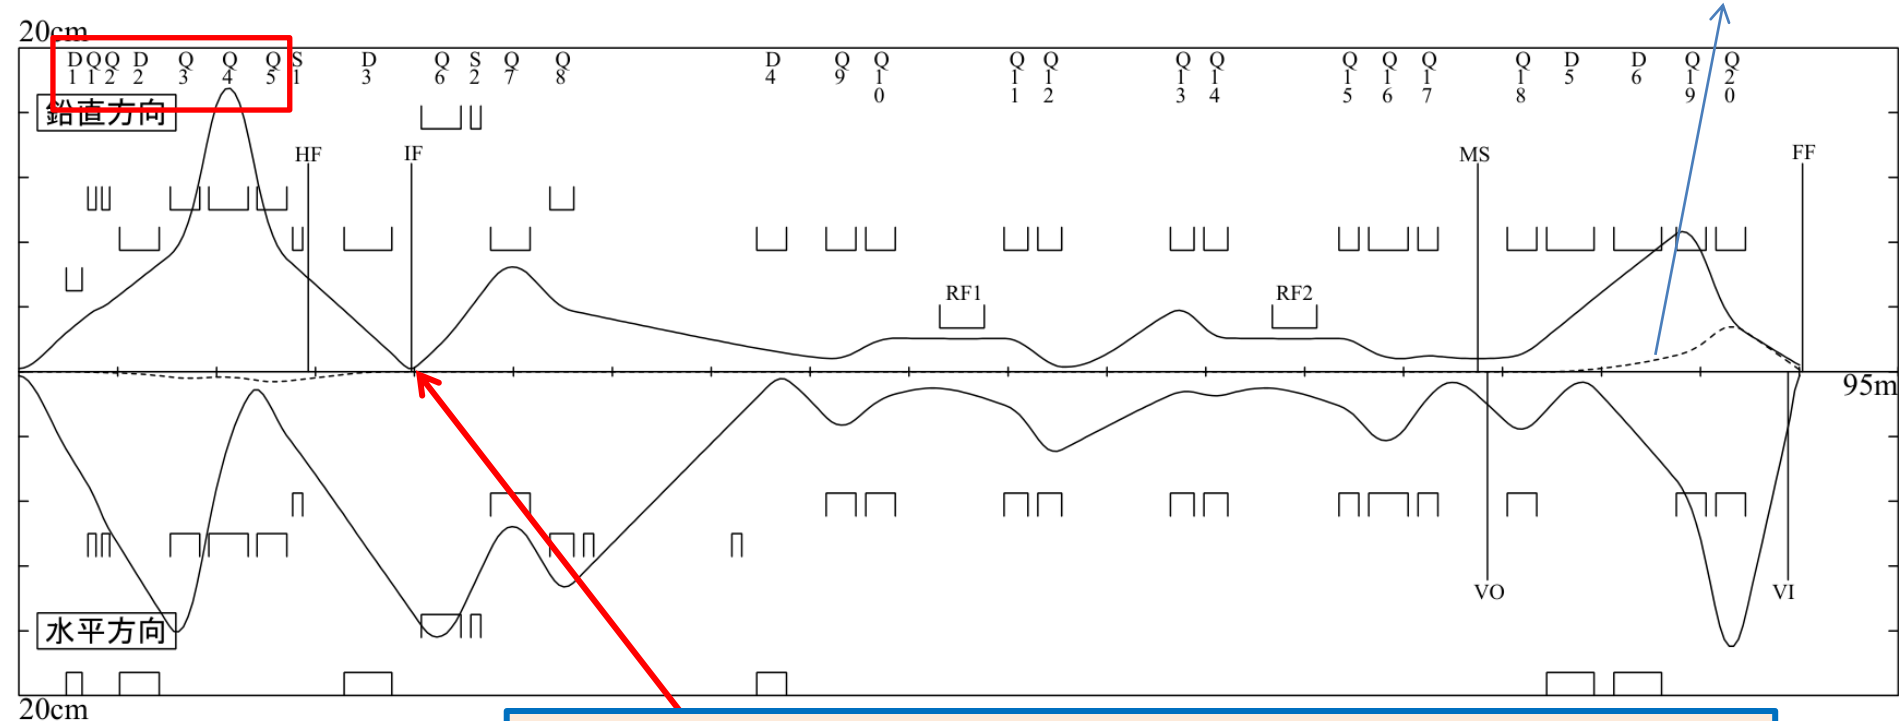 20cm
D1 Q1 Q2 D2 Q3 Q4 Q5 S1 D3 Q6 S2 Q7 Q8 D4 Q9 Q10 Q11 Q12 Q13 Q14 Q15 Q16 Q17 Q18 D5 D6 Q19 Q20
鉛直方向
HF IF MS FF
RF1 RF2
95m
VO VI
水平方向
20cm